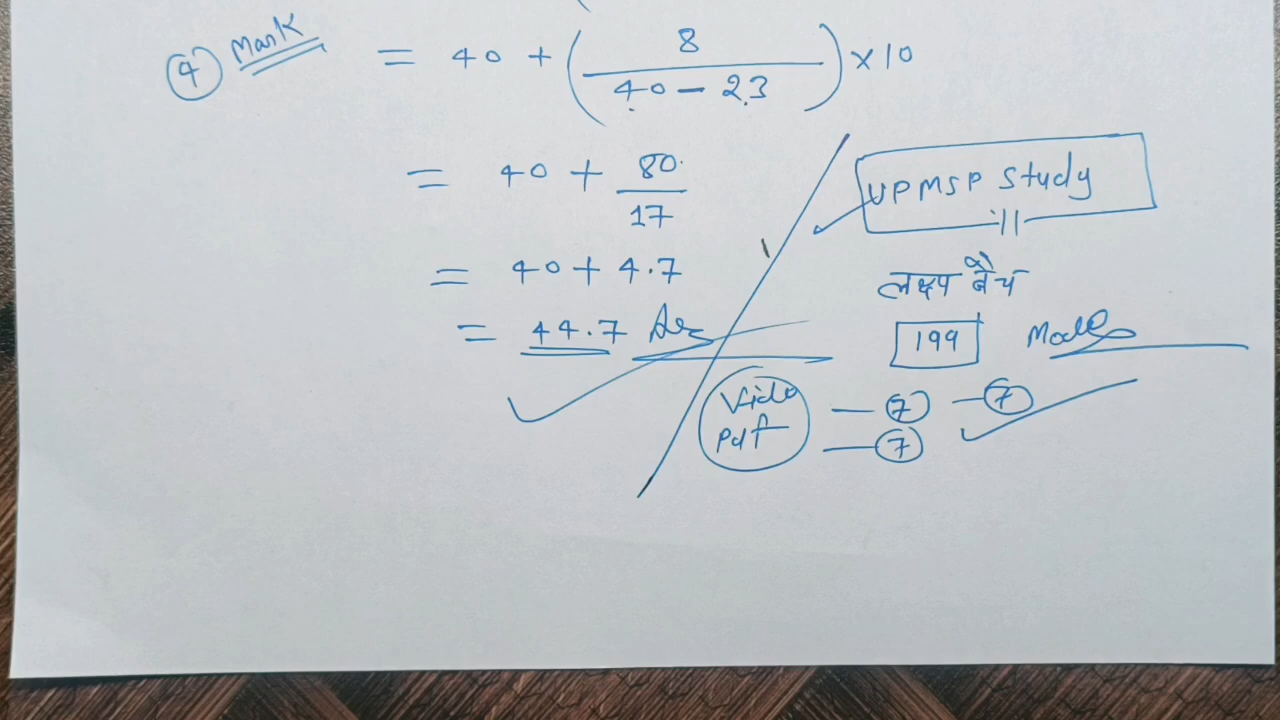 (4) Mark
= 40 + (8 / (40 - 23)) × 10
= 40 + 80/17
= 40 + 4.7
= 44.7 Ans
UPMSP Study
लक्ष्य बैच
199
Video — 7 — 7
Pdf — 7